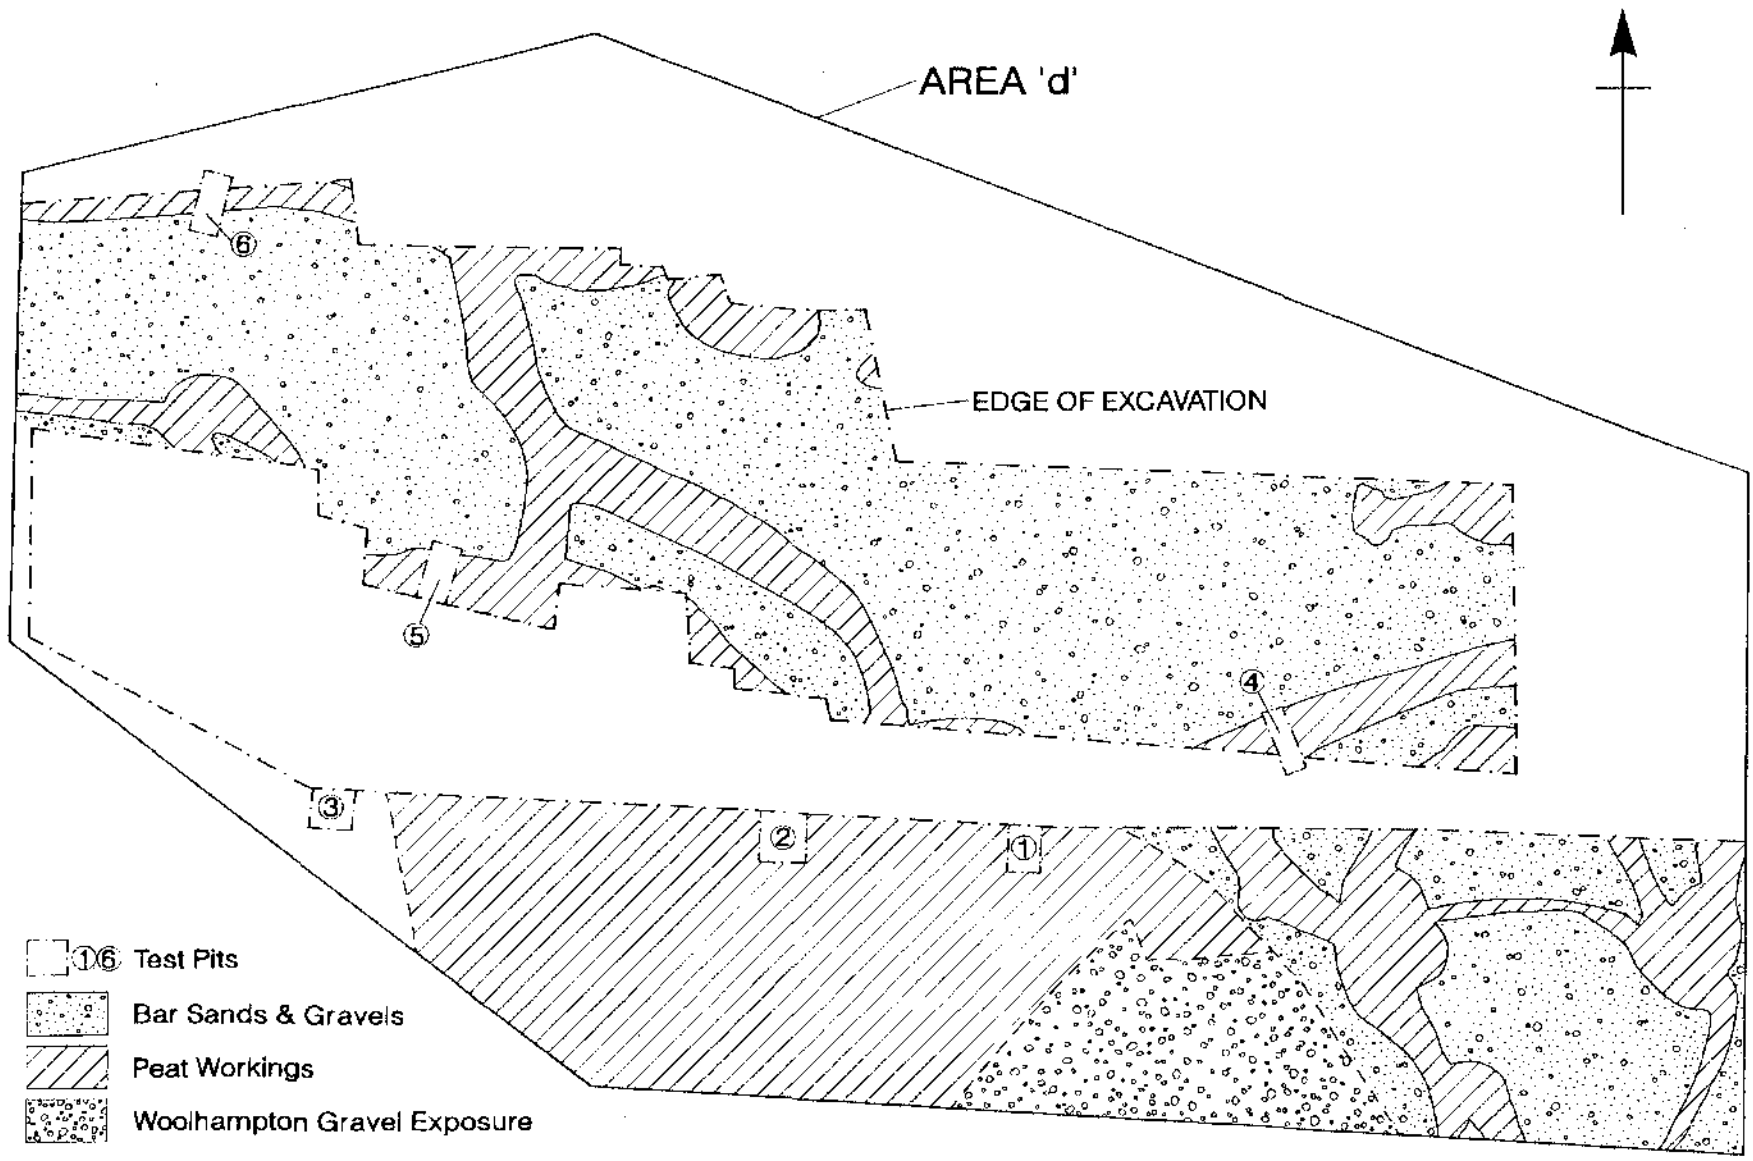 AREA 'd'
⑥
EDGE OF EXCAVATION
⑤
④
③
②
①
①⑥ Test Pits
Bar Sands & Gravels
Peat Workings
Woolhampton Gravel Exposure